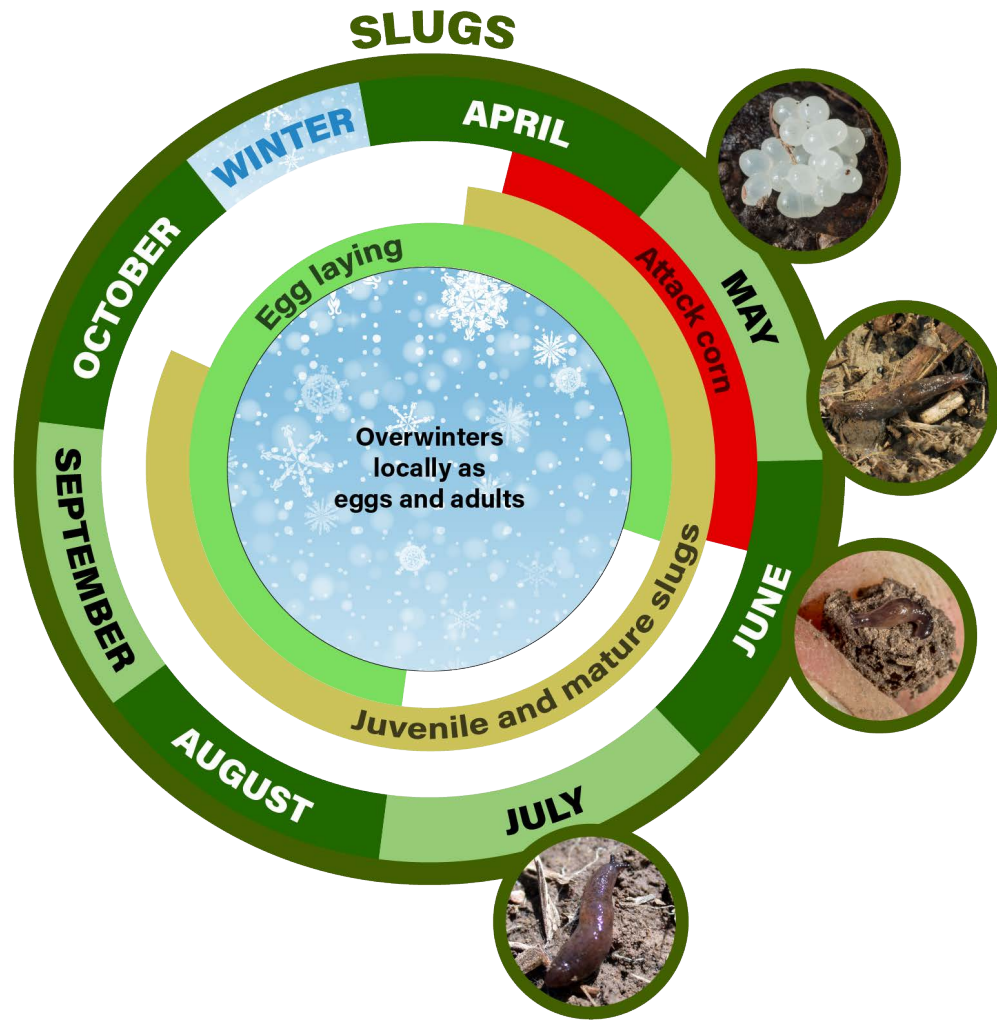 SLUGS
WINTER
APRIL
MAY
JUNE
JULY
AUGUST
SEPTEMBER
OCTOBER
Attack corn
Egg laying
Juvenile and mature slugs
Overwinters
locally as
eggs and adults